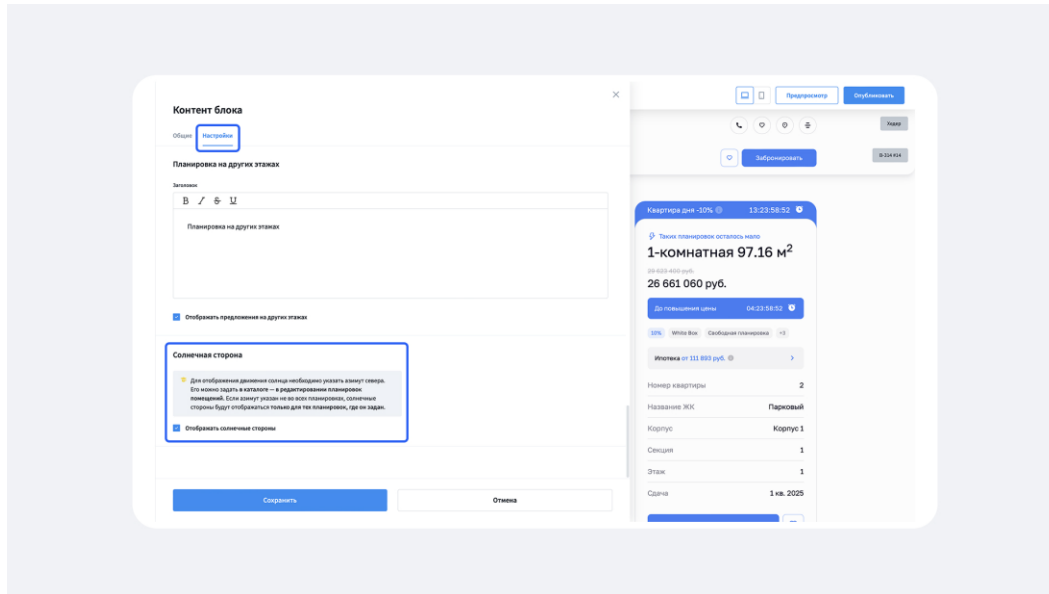 Контент блока
Общие
Настройки
Планировка на других этажах
Заголовок
B I S U
Планировка на других этажах
Отображать предложения на других этажах
Солнечная сторона
Для отображения движения солнца необходимо указать азимут севера.
Его можно задать в каталоге — в редактировании планировок
помещений. Если азимут указан не во всех планировках, солнечные
стороны будут отображаться только для тех планировок, где он задан.
Отображать солнечные стороны
Сохранить
Отмена
Предпросмотр
Опубликовать
Хедер
Забронировать
Квартира дня -10%
13:23:58:52
Таких планировок осталось мало
1-комнатная 97.16 м2
26 661 060 руб.
До повышения цены
04:23:58:52
10%
White Box
Свободная планировка
+3
Ипотека от 111 893 руб.
Номер квартиры
2
Название ЖК
Парковый
Корпус
Корпус 1
Секция
1
Этаж
1
Сдача
1 кв. 2025